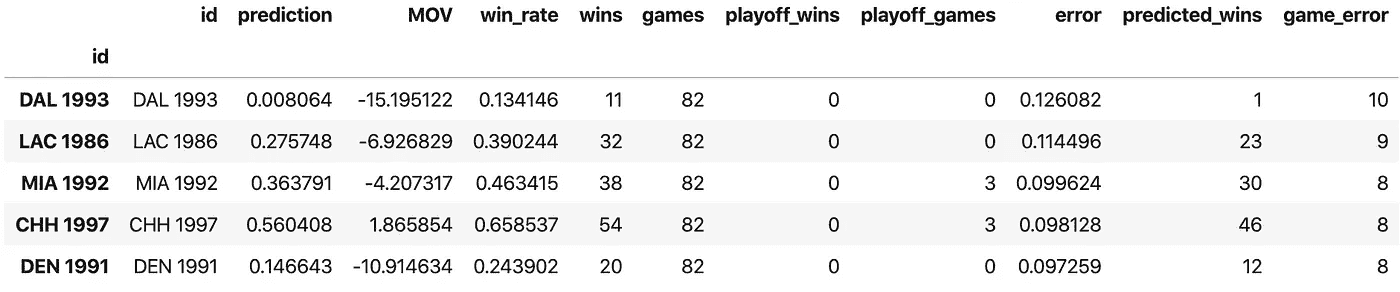 id prediction MOV win_rate wins games playoff_wins playoff_games error predicted_wins game_error
id
DAL 1993 DAL 1993 0.008064 -15.195122 0.134146 11 82 0 0 0.126082 1 10
LAC 1986 LAC 1986 0.275748 -6.926829 0.390244 32 82 0 0 0.114496 23 9
MIA 1992 MIA 1992 0.363791 -4.207317 0.463415 38 82 0 3 0.099624 30 8
CHH 1997 CHH 1997 0.560408 1.865854 0.658537 54 82 0 3 0.098128 46 8
DEN 1991 DEN 1991 0.146643 -10.914634 0.243902 20 82 0 0 0.097259 12 8